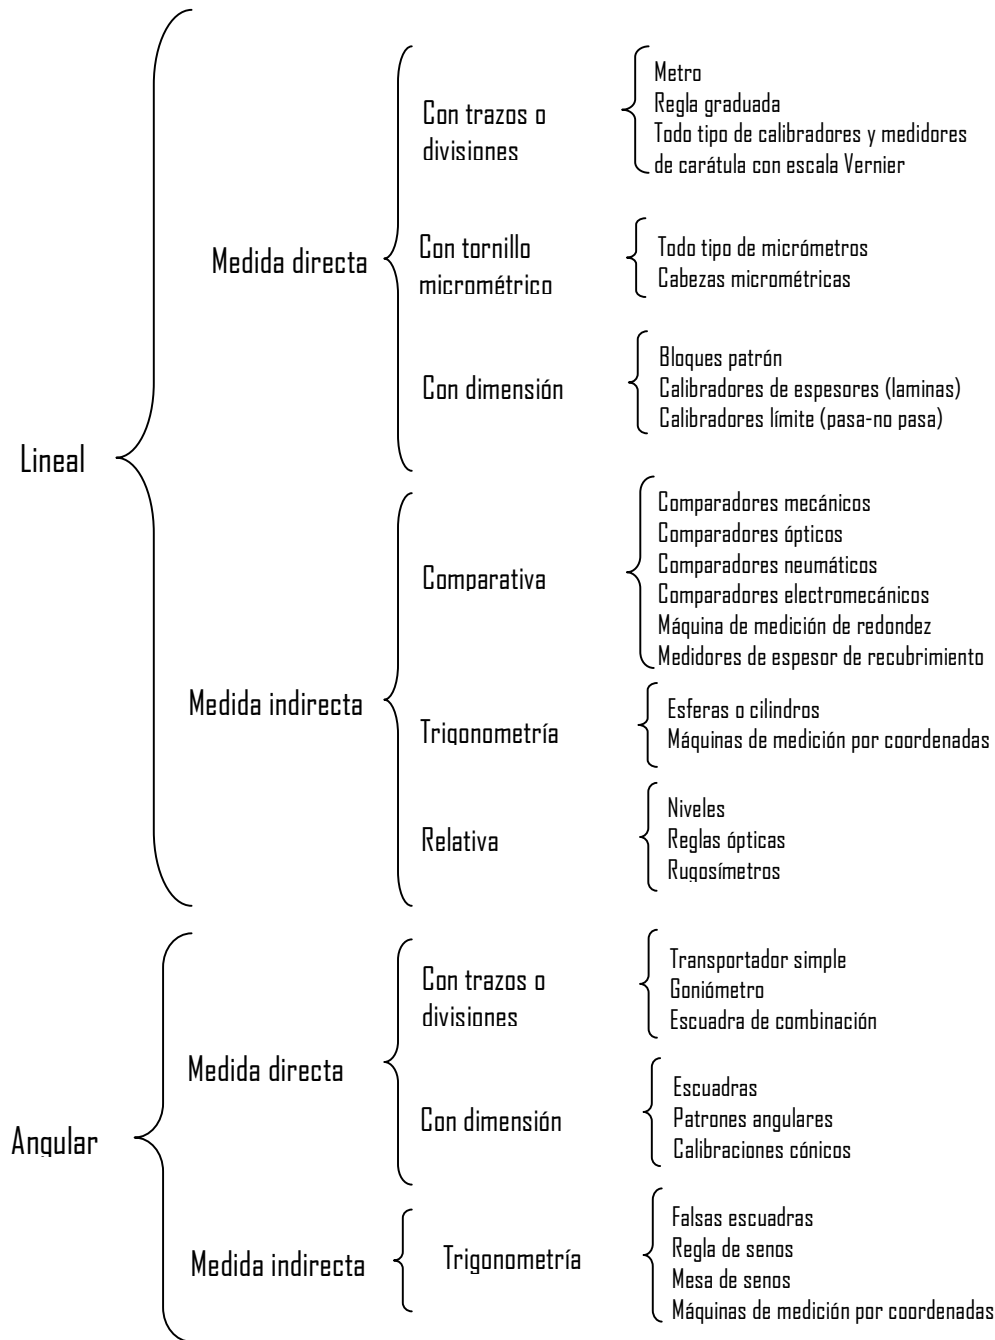 Lineal
Medida directa
Con trazos o
divisiones
Metro
Regla graduada
Todo tipo de calibradores y medidores
de carátula con escala Vernier
Con tornillo
micrométrico
Todo tipo de micrómetros
Cabezas micrométricas
Con dimensión
Bloques patrón
Calibradores de espesores (laminas)
Calibradores límite (pasa-no pasa)
Medida indirecta
Comparativa
Comparadores mecánicos
Comparadores ópticos
Comparadores neumáticos
Comparadores electromecánicos
Máquina de medición de redondez
Medidores de espesor de recubrimiento
Trigonometría
Esferas o cilindros
Máquinas de medición por coordenadas
Relativa
Niveles
Reglas ópticas
Rugosímetros
Angular
Medida directa
Con trazos o
divisiones
Transportador simple
Goniómetro
Escuadra de combinación
Con dimensión
Escuadras
Patrones angulares
Calibraciones cónicos
Medida indirecta
Trigonometría
Falsas escuadras
Regla de senos
Mesa de senos
Máquinas de medición por coordenadas